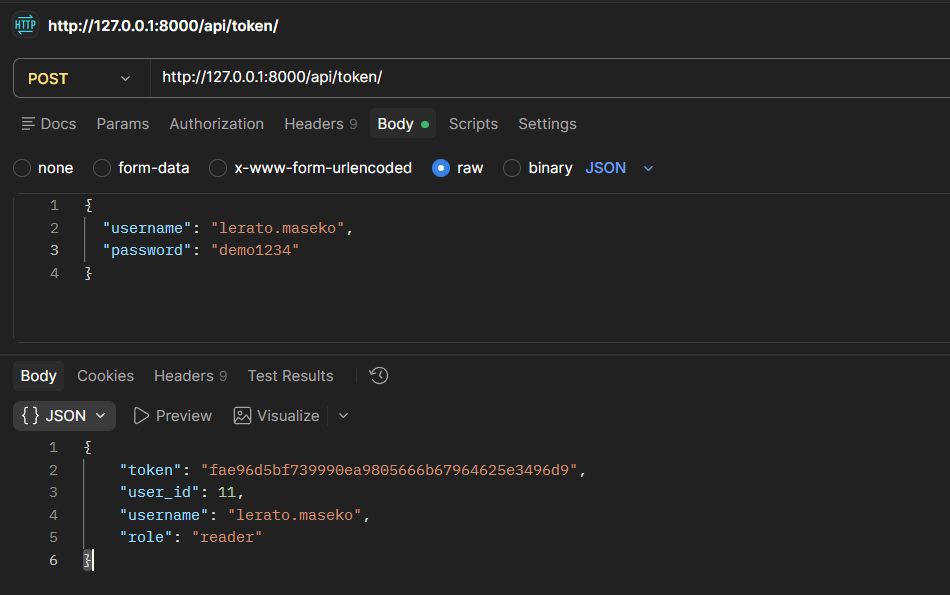 HTTP http://127.0.0.1:8000/api/token/
POST http://127.0.0.1:8000/api/token/
Docs Params Authorization Headers 9 Body Scripts Settings
none form-data x-www-form-urlencoded raw binary JSON
1 {
2 "username": "lerato.maseko",
3 "password": "demo1234"
4 }
Body Cookies Headers 9 Test Results
{} JSON Preview Visualize
1 {
2 "token": "fae96d5bf739990ea9805666b67964625e3496d9",
3 "user_id": 11,
4 "username": "lerato.maseko",
5 "role": "reader"
6 }